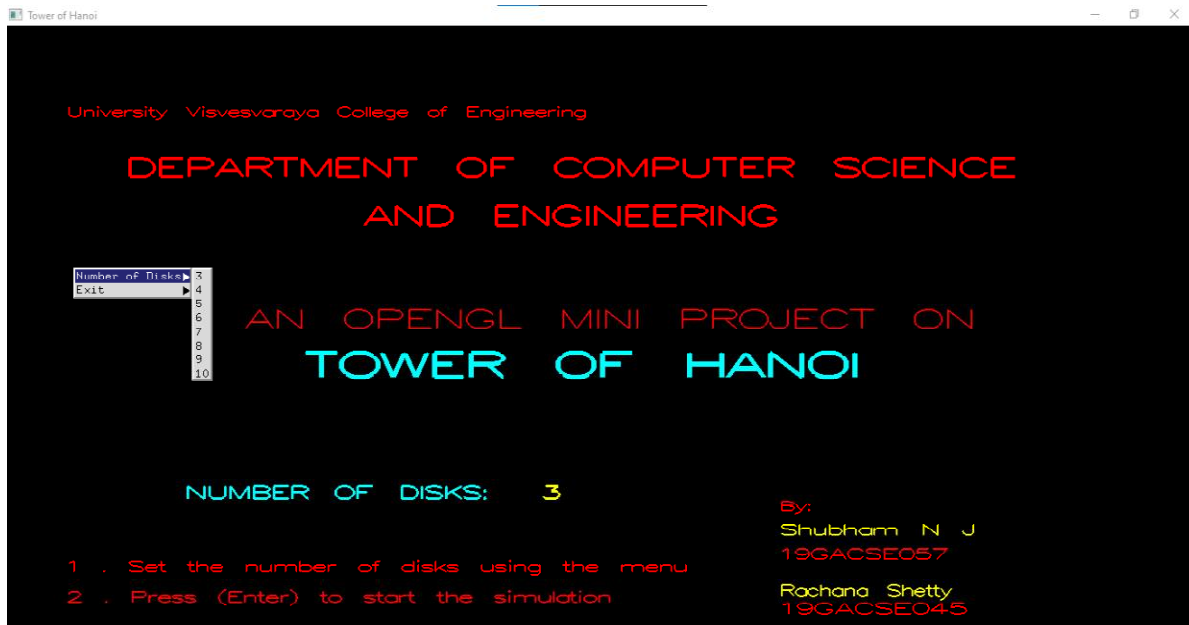 Tower of Hanoi
University Visvesvaraya College of Engineering
DEPARTMENT OF COMPUTER SCIENCE
AND ENGINEERING
Number of Disks
Exit
3
4
5
6
7
8
9
10
AN OPENGL MINI PROJECT ON
TOWER OF HANOI
NUMBER OF DISKS: 3
1 . Set the number of disks using the menu
2 . Press (Enter) to start the simulation
By:
Shubham N J
19GACSE057
Rachana Shetty
19GACSE045